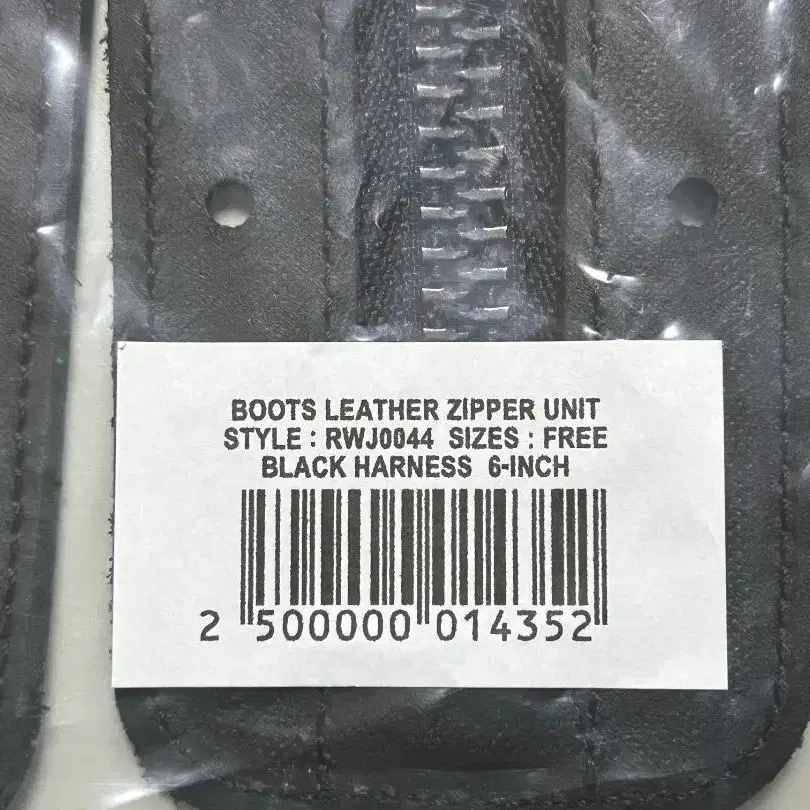 BOOTS LEATHER ZIPPER UNIT
STYLE : RWJ0044 SIZES : FREE
BLACK HARNESS 6-INCH
2 500000 014352